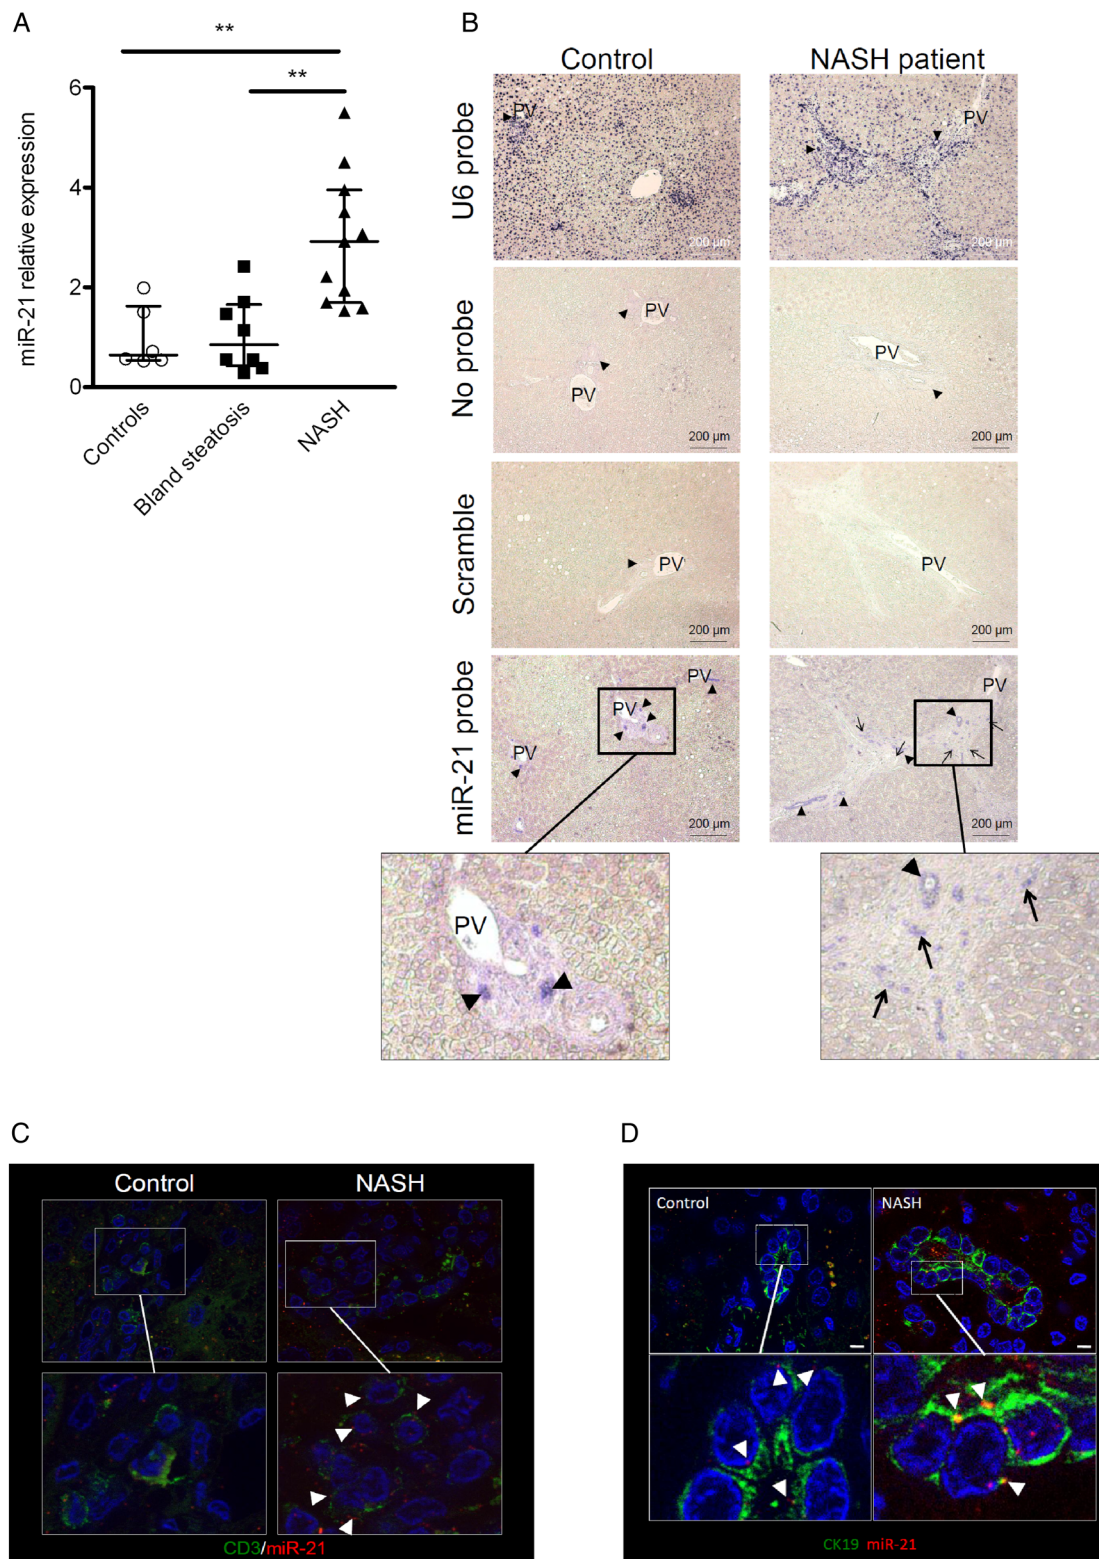 A
**
**
6
4
2
0
miR-21 relative expression
Controls
Bland steatosis
NASH
B
Control
NASH patient
U6 probe
PV
200 µm
PV
200 µm
No probe
PV
PV
200 µm
PV
200 µm
Scramble
PV
200 µm
PV
200 µm
miR-21 probe
PV
PV
PV
200 µm
PV
200 µm
PV
C
Control
NASH
CD3/miR-21
D
Control
NASH
CK19 miR-21